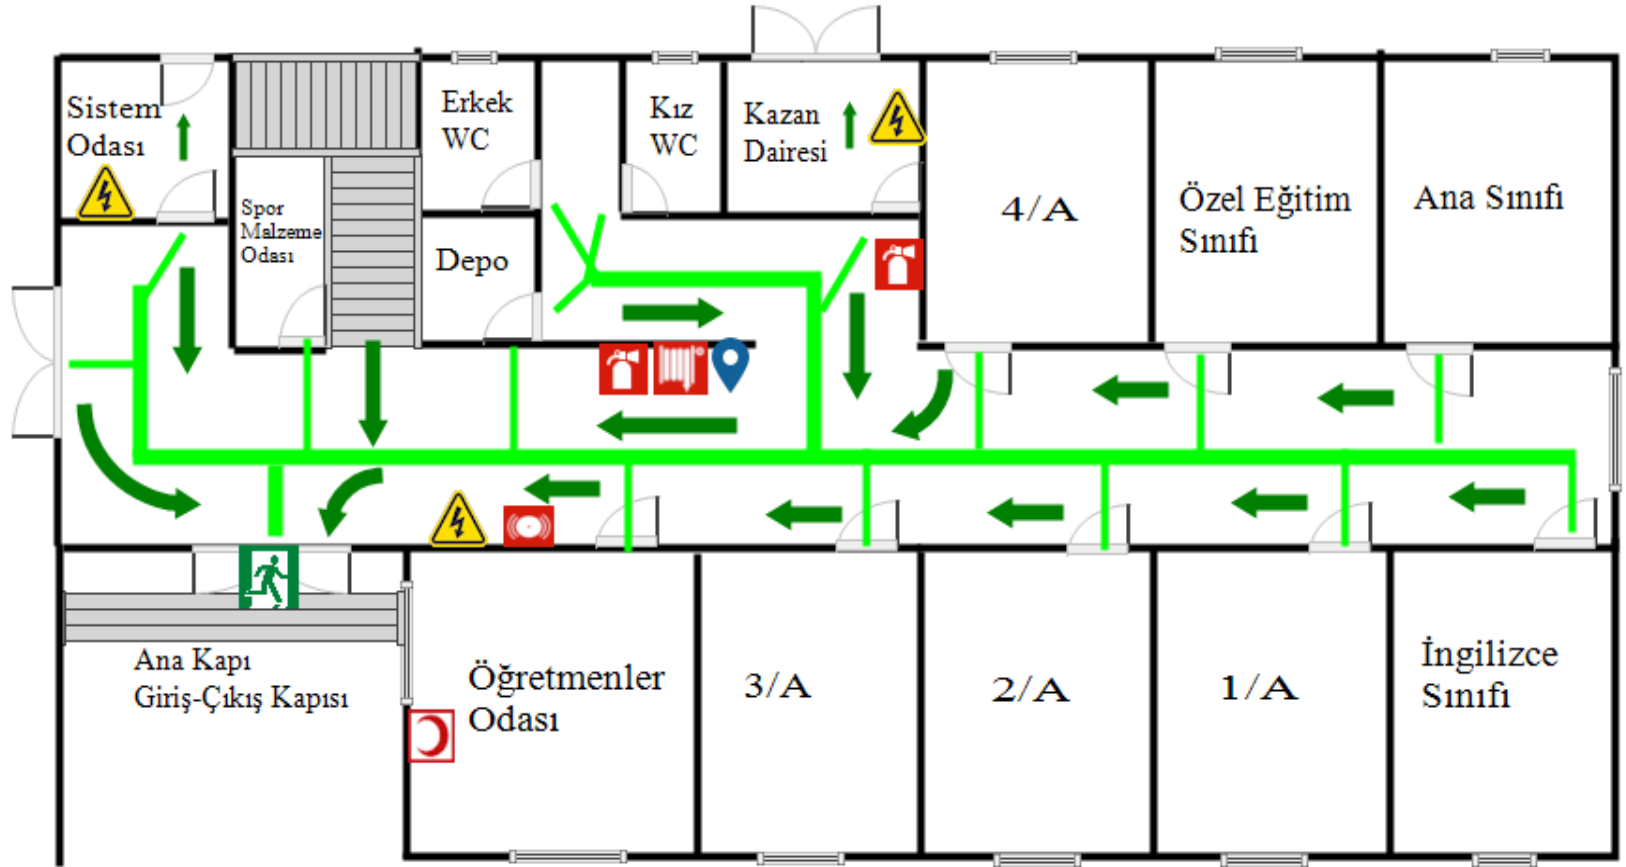 Sistem
Odası
Spor
Malzeme
Odası
Erkek
WC
Depo
Kız
WC
Kazan
Dairesi
4/A
Özel Eğitim
Sınıfı
Ana Sınıfı
Ana Kapı
Giriş-Çıkış Kapısı
Öğretmenler
Odası
3/A
2/A
1/A
İngilizce
Sınıfı